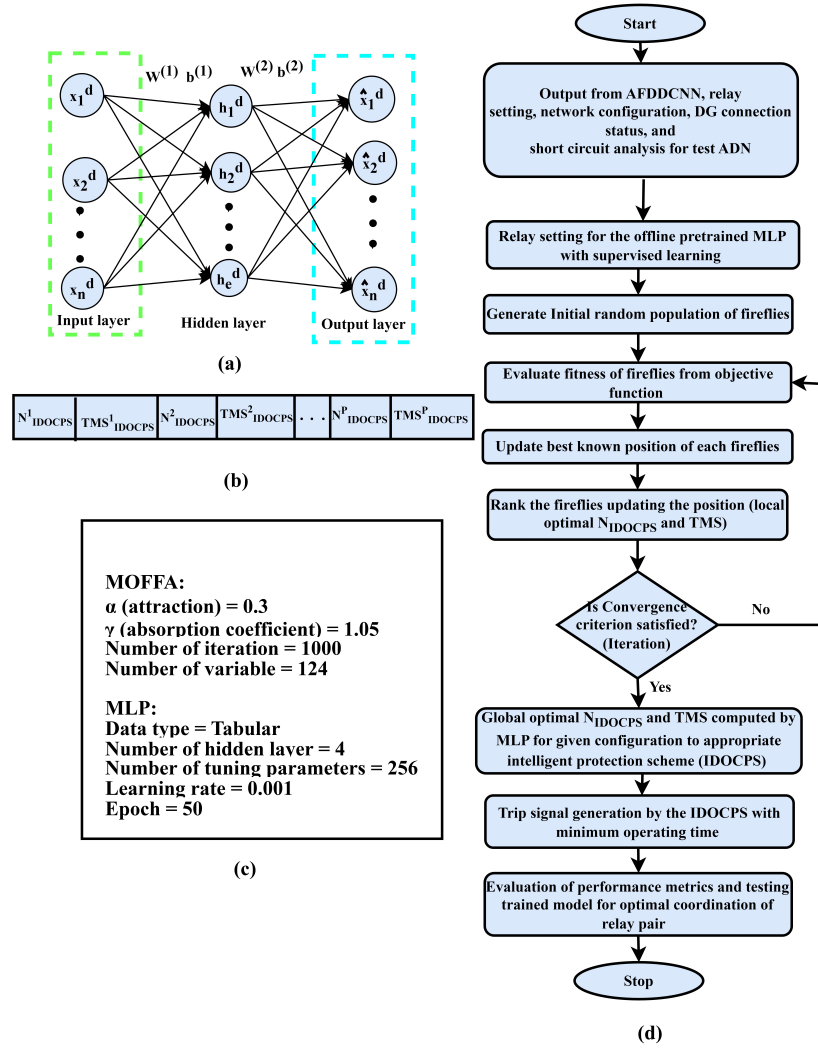 W(1) b(1)
W(2) b(2)
x1d
h1d
x̂1d
x2d
h2d
x̂2d
xnd
hed
x̂nd
Input layer
Hidden layer
Output layer
(a)
N1IDOCPS
TMS1IDOCPS
N2IDOCPS
TMS2IDOCPS
. . .
NPIDOCPS
TMSPIDOCPS
(b)
MOFFA:
α (attraction) = 0.3
γ (absorption coefficient) = 1.05
Number of iteration = 1000
Number of variable = 124
MLP:
Data type = Tabular
Number of hidden layer = 4
Number of tuning parameters = 256
Learning rate = 0.001
Epoch = 50
(c)
Start
Output from AFDDCNN, relay
setting, network configuration, DG connection
status, and
short circuit analysis for test ADN
Relay setting for the offline pretrained MLP
with supervised learning
Generate Initial random population of fireflies
Evaluate fitness of fireflies from objective
function
Update best known position of each fireflies
Rank the fireflies updating the position (local
optimal NIDOCPS and TMS)
Is Convergence
criterion satisfied?
(Iteration)
No
Yes
Global optimal NIDOCPS and TMS computed by
MLP for given configuration to appropriate
intelligent protection scheme (IDOCPS)
Trip signal generation by the IDOCPS with
minimum operating time
Evaluation of performance metrics and testing
trained model for optimal coordination of
relay pair
Stop
(d)